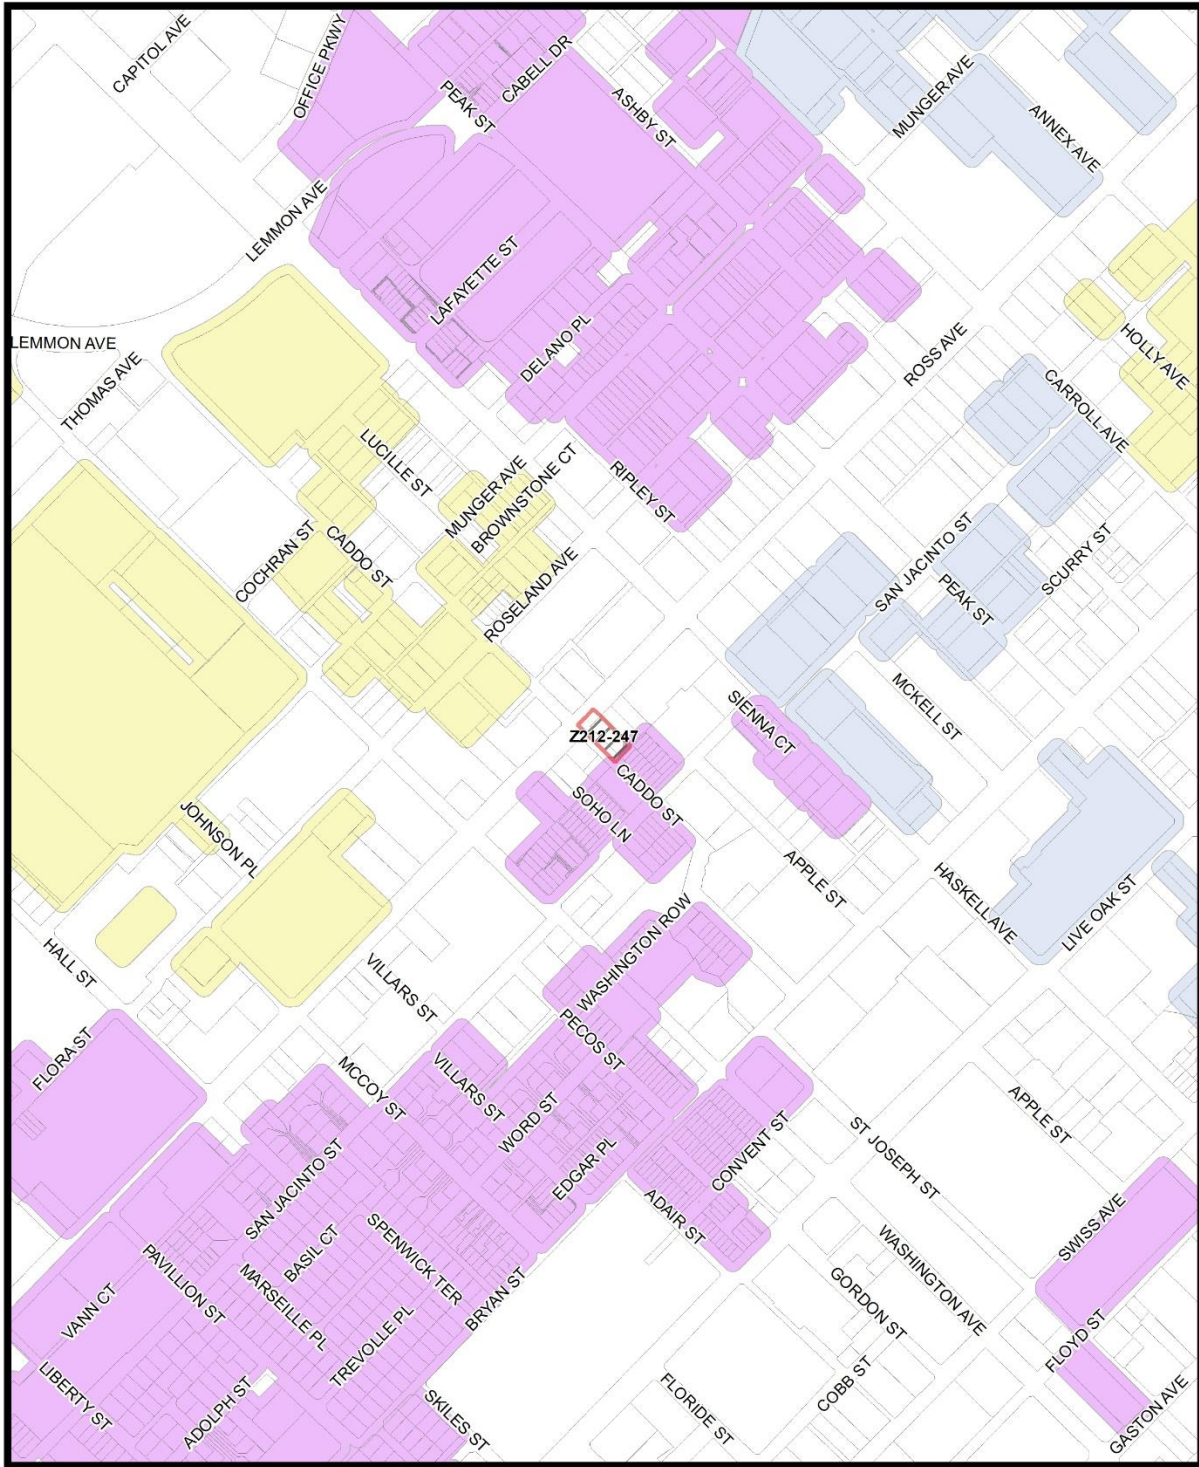 CAPITOL AVE
OFFICE PKWY
PEAK ST
CABELL DR
ASHBY ST
MUNGER AVE
ANNEX AVE
LEMMON AVE
LAFAYETTE ST
DELANO PL
ROSS AVE
HOLLY AVE
LEMMON AVE
THOMAS AVE
CARROLL AVE
LUCILLE ST
MUNGER AVE
BROWNSTONE CT
RIPLEY ST
COCHRAN ST
CADDO ST
ROSELAND AVE
SAN JACINTO ST
PEAK ST
SCURRY ST
MCKELL ST
SIENNA CT
Z212-247
CADDO ST
SOHO LN
JOHNSON PL
APPLE ST
HASKELL AVE
LIVE OAK ST
HALL ST
VILLARS ST
WASHINGTON ROW
PECOS ST
FLORA ST
MCCOY ST
VILLARS ST
WORD ST
EDGAR PL
CONVENT ST
ADAIR ST
ST JOSEPH ST
APPLE ST
SAN JACINTO ST
BASIL CT
SPENWICK TER
PAVILLION ST
MARSEILLE PL
TREVOLLE PL
BRYAN ST
WASHINGTON AVE
SWISS AVE
GORDON ST
VANN CT
LIBERTY ST
ADOLPH ST
SKILES ST
FLORIDE ST
COBB ST
FLOYD ST
GASTON AVE